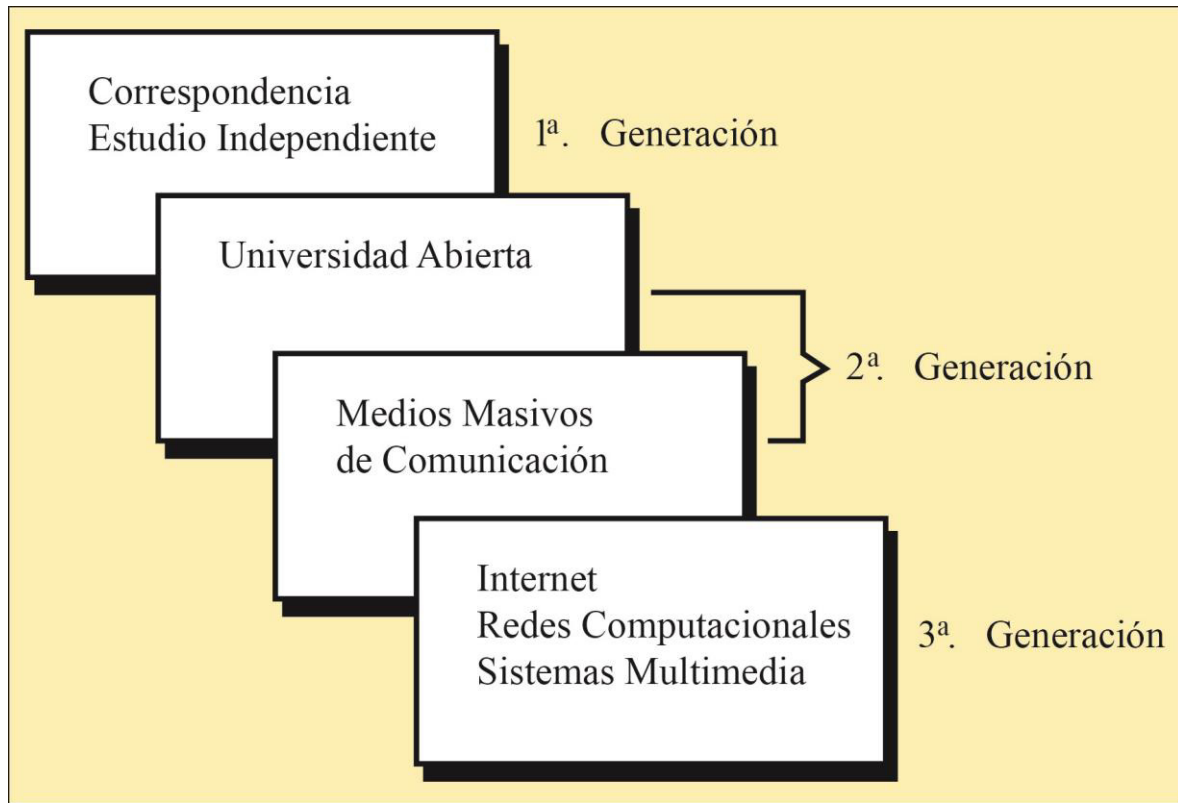 Correspondencia
Estudio Independiente
1ª. Generación
Universidad Abierta
2ª. Generación
Medios Masivos
de Comunicación
Internet
Redes Computacionales
Sistemas Multimedia
3ª. Generación